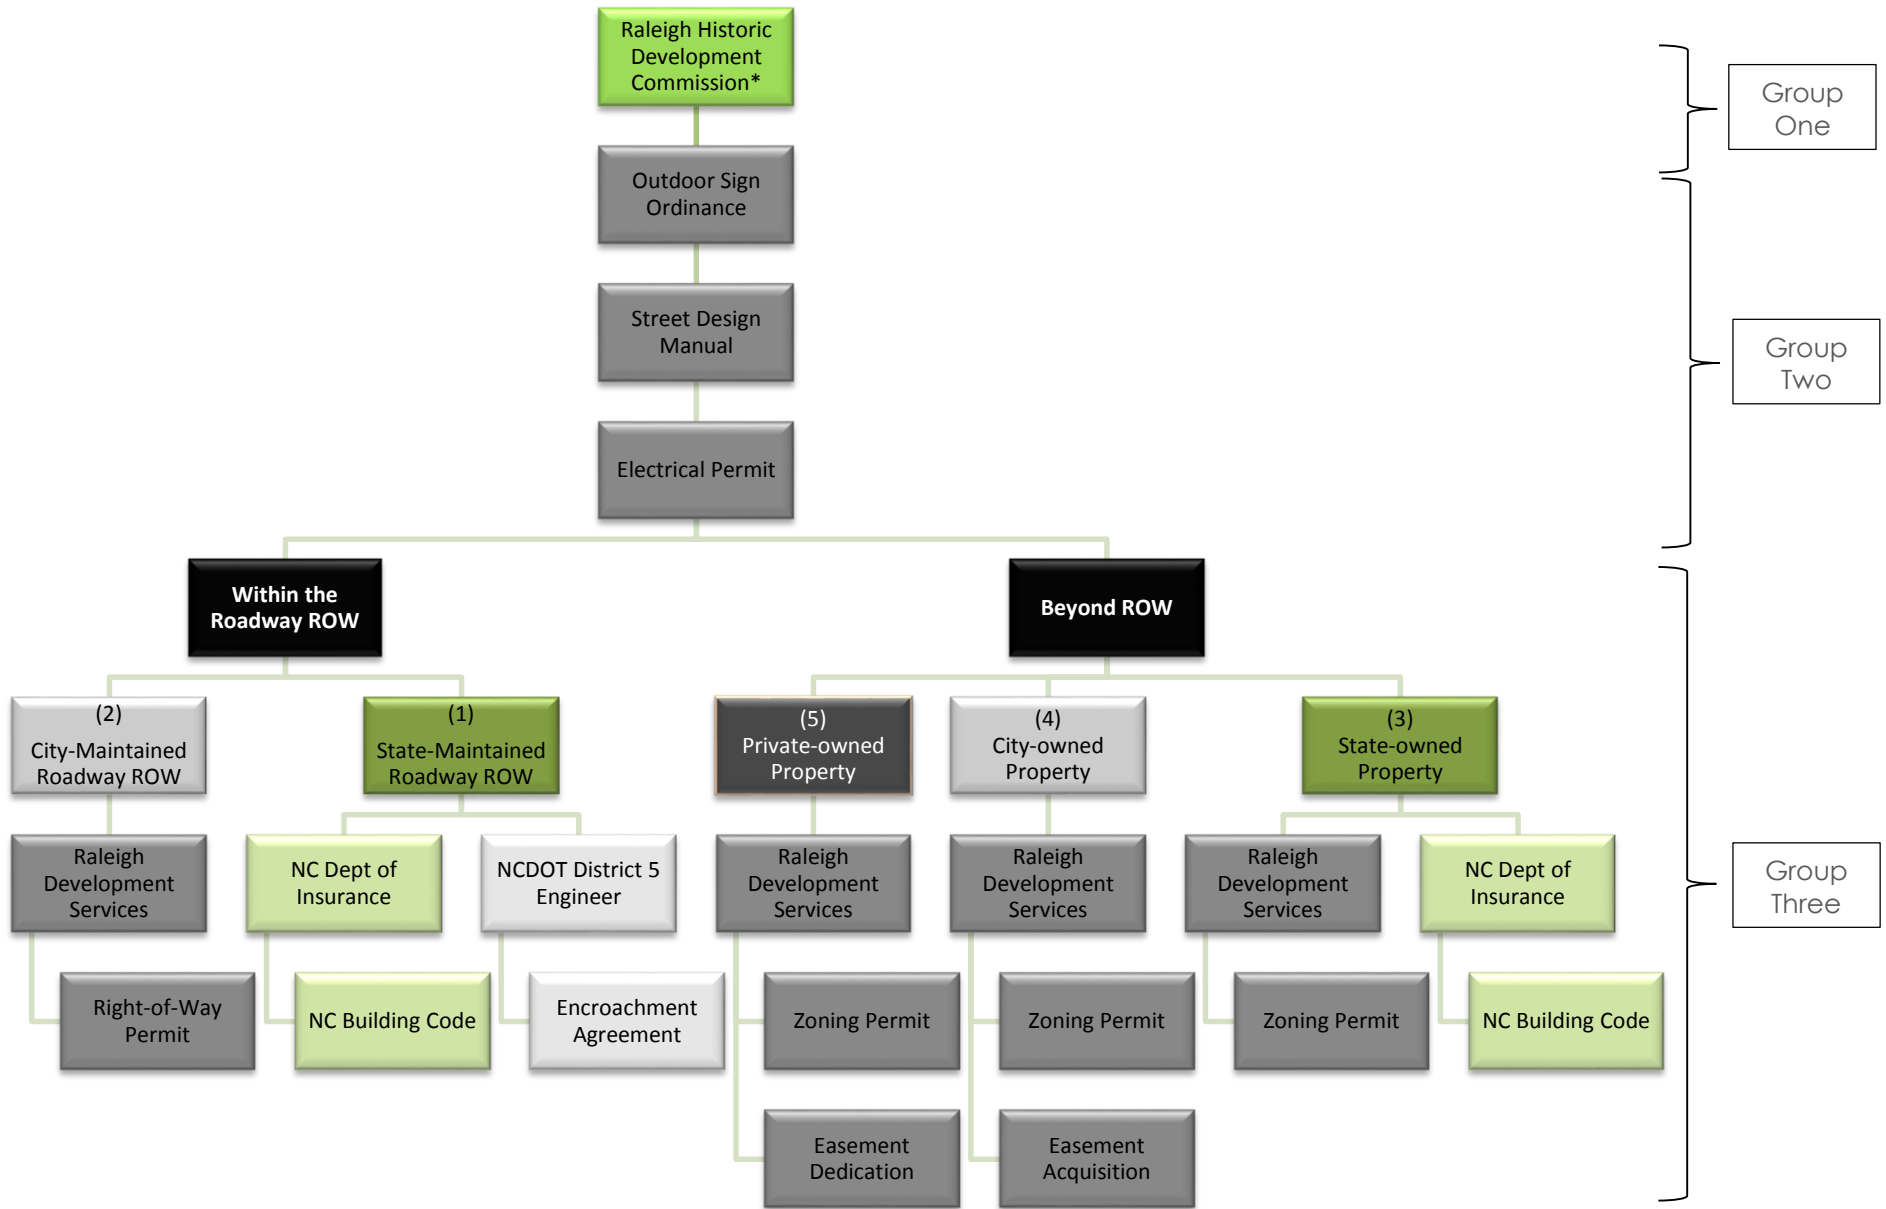 Raleigh Historic
Development
Commission*
Group
One
Outdoor Sign
Ordinance
Street Design
Manual
Group
Two
Electrical Permit
Within the
Roadway ROW
Beyond ROW
(2)
City-Maintained
Roadway ROW
(1)
State-Maintained
Roadway ROW
(5)
Private-owned
Property
(4)
City-owned
Property
(3)
State-owned
Property
Raleigh
Development
Services
NC Dept of
Insurance
NCDOT District 5
Engineer
Raleigh
Development
Services
Raleigh
Development
Services
Raleigh
Development
Services
NC Dept of
Insurance
Group
Three
Right-of-Way
Permit
NC Building Code
Encroachment
Agreement
Zoning Permit
Zoning Permit
Zoning Permit
NC Building Code
Easement
Dedication
Easement
Acquisition